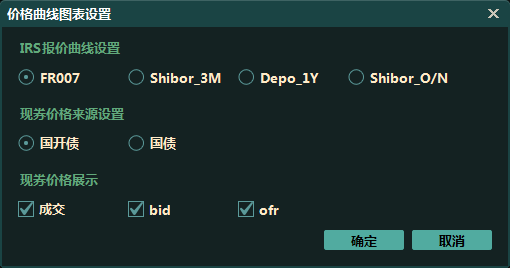 价格曲线图表设置
IRS报价曲线设置
FR007 Shibor_3M Depo_1Y Shibor_O/N
现券价格来源设置
国开债 国债
现券价格展示
成交 bid ofr
确定 取消